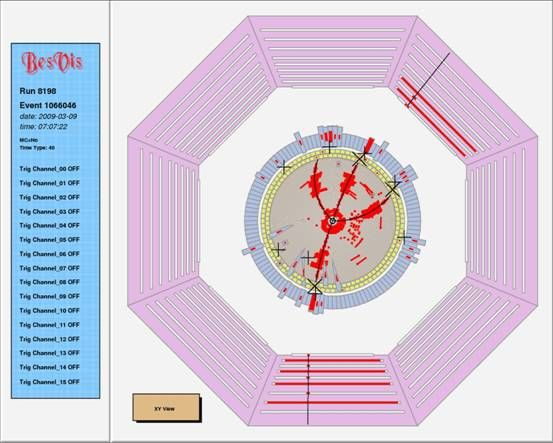 BesVis
Run 8198
Event 1066046
date: 2009-03-09
time: 07:07:22
MC=No
Time Type: 40
Trig Channel_00 OFF
Trig Channel_01 OFF
Trig Channel_02 OFF
Trig Channel_03 OFF
Trig Channel_04 OFF
Trig Channel_05 OFF
Trig Channel_06 OFF
Trig Channel_07 OFF
Trig Channel_08 OFF
Trig Channel_09 OFF
Trig Channel_10 OFF
Trig Channel_11 OFF
Trig Channel_12 OFF
Trig Channel_13 OFF
Trig Channel_14 OFF
Trig Channel_15 OFF
XY View